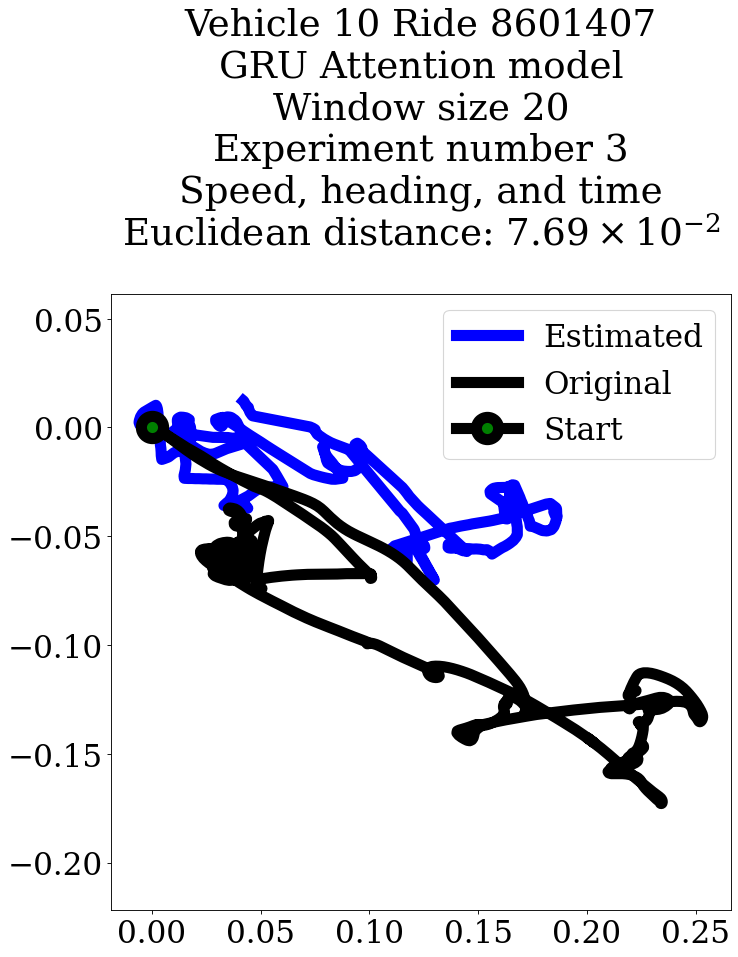 Vehicle 10 Ride 8601407
GRU Attention model
Window size 20
Experiment number 3
Speed, heading, and time
Euclidean distance: 7.69 × 10⁻²
Estimated
Original
Start
0.05
0.00
−0.05
−0.10
−0.15
−0.20
0.00 0.05 0.10 0.15 0.20 0.25